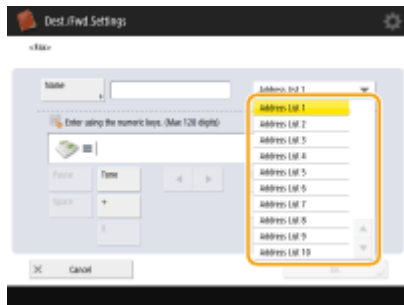 Dest./Fwd. Settings
<Fax>
Name
Address List 1
Address List 1
Address List 2
Address List 3
Address List 4
Address List 5
Address List 6
Address List 7
Address List 8
Address List 9
Address List 10
Enter using the numeric keys. (Max 120 digits)
=
Pause
Tone
Space
+
R
× Cancel
OK